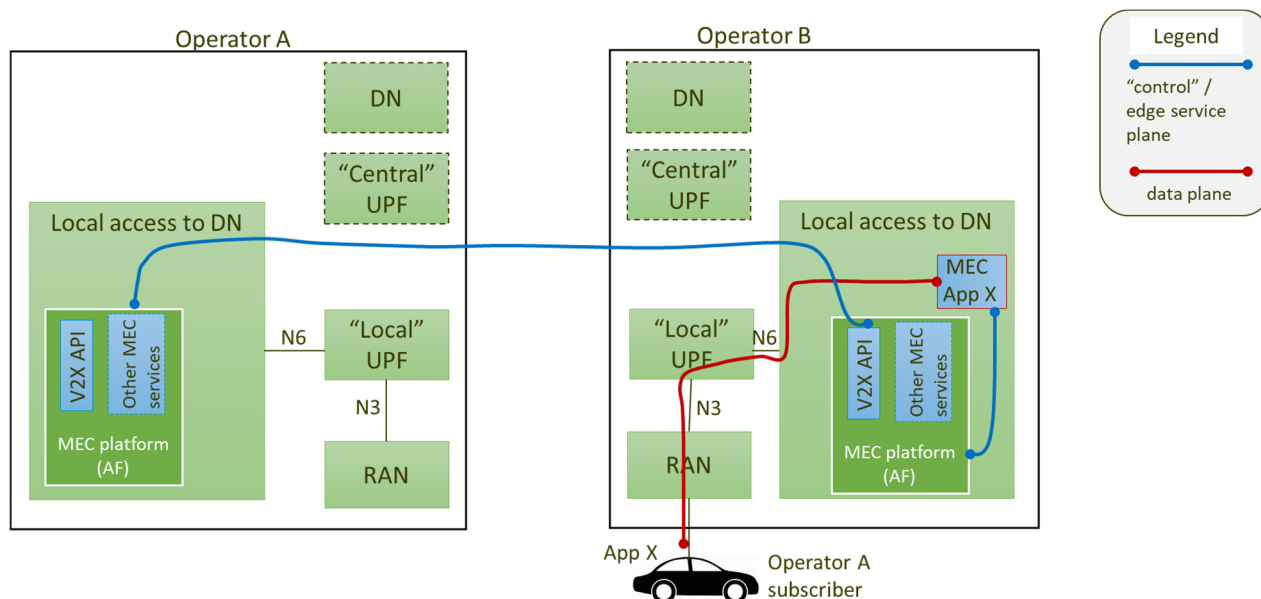 Operator A
DN
“Central”
UPF
Local access to DN
V2X API
Other MEC
services
MEC platform
(AF)
N6
“Local”
UPF
N3
RAN
Operator B
DN
“Central”
UPF
Local access to DN
MEC
App X
“Local”
UPF
N6
V2X API
Other MEC
services
MEC platform
(AF)
N3
RAN
App X
Operator A
subscriber
Legend
“control” /
edge service
plane
data plane